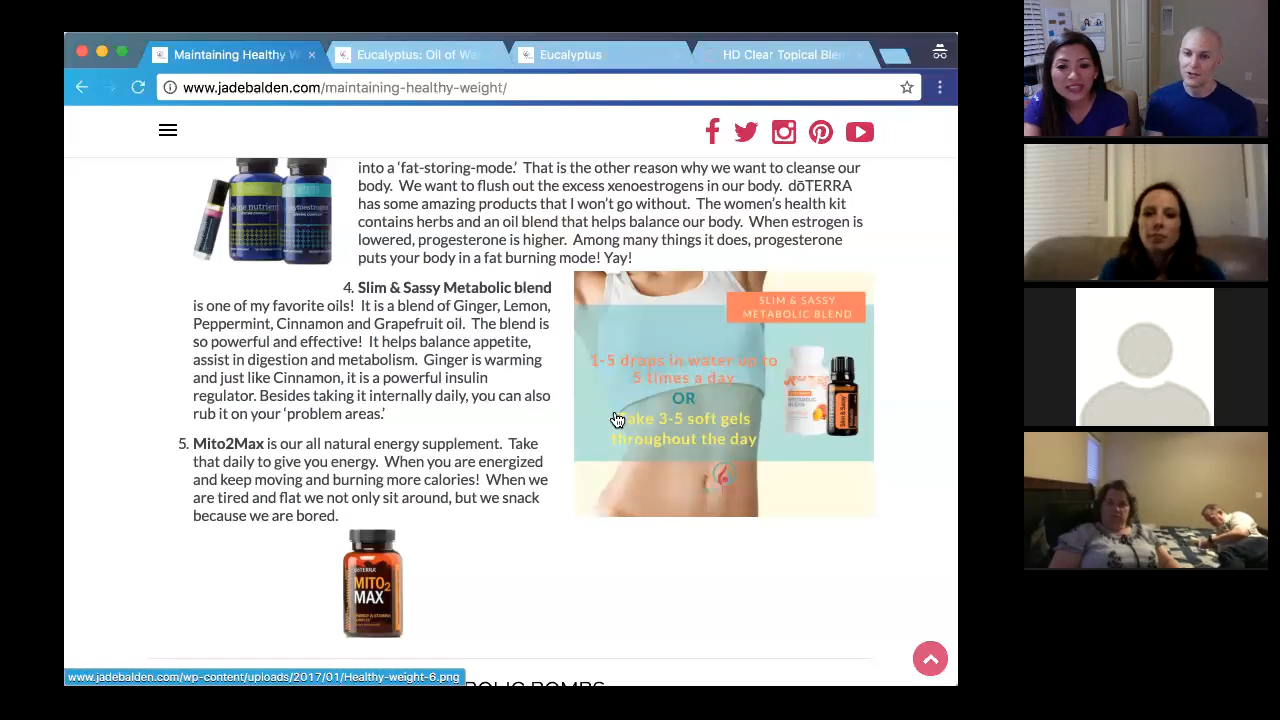 Maintaining Healthy W
Eucalyptus: Oil of We
Eucalyptus
HD Clear Topical Blen
www.jadebalden.com/maintaining-healthy-weight/
into a ‘fat-storing-mode.’ That is the other reason why we want to cleanse our
body. We want to flush out the excess xenoestrogens in our body. dōTERRA
has some amazing products that I won't go without. The women's health kit
contains herbs and an oil blend that helps balance our body. When estrogen is
lowered, progesterone is higher. Among many things it does, progesterone
puts your body in a fat burning mode! Yay!
4. Slim & Sassy Metabolic blend
is one of my favorite oils! It is a blend of Ginger, Lemon,
Peppermint, Cinnamon and Grapefruit oil. The blend is
so powerful and effective! It helps balance appetite,
assist in digestion and metabolism. Ginger is warming
and just like Cinnamon, it is a powerful insulin
regulator. Besides taking it internally daily, you can also
rub it on your ‘problem areas.’
SLIM & SASSY
METABOLIC BLEND
1-5 drops in water up to
5 times a day
OR
Take 3-5 soft gels
throughout the day
Slim & Sassy
5. Mito2Max is our all natural energy supplement. Take
that daily to give you energy. When you are energized
and keep moving and burning more calories! When we
are tired and flat we not only sit around, but we snack
because we are bored.
MITO2
MAX
www.jadebalden.com/wp-content/uploads/2017/01/Healthy-weight-6.png